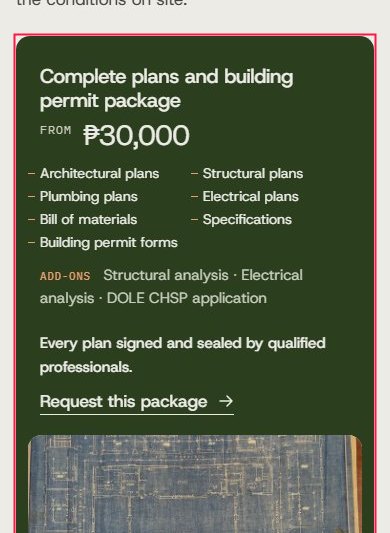 the conditions on site.
Complete plans and building
permit package
FROM ₱30,000
– Architectural plans – Structural plans
– Plumbing plans – Electrical plans
– Bill of materials – Specifications
– Building permit forms
ADD-ONS Structural analysis · Electrical
analysis · DOLE CHSP application
Every plan signed and sealed by qualified
professionals.
Request this package →